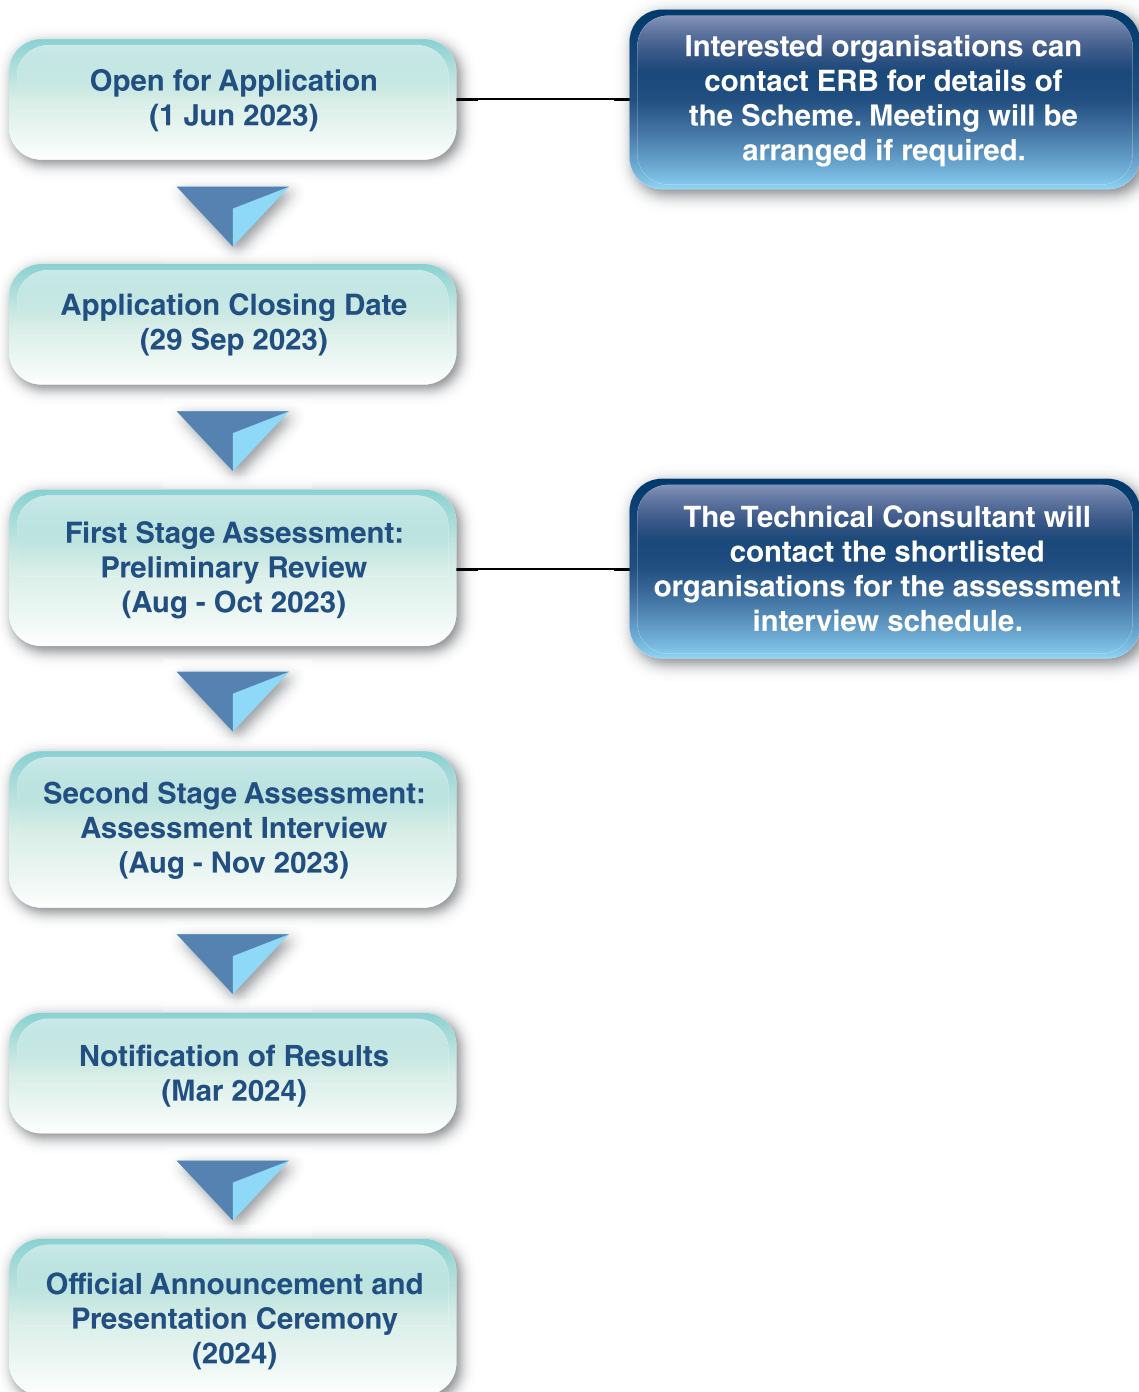 Open for Application
(1 Jun 2023)
Interested organisations can
contact ERB for details of
the Scheme. Meeting will be
arranged if required.
Application Closing Date
(29 Sep 2023)
First Stage Assessment:
Preliminary Review
(Aug - Oct 2023)
The Technical Consultant will
contact the shortlisted
organisations for the assessment
interview schedule.
Second Stage Assessment:
Assessment Interview
(Aug - Nov 2023)
Notification of Results
(Mar 2024)
Official Announcement and
Presentation Ceremony
(2024)